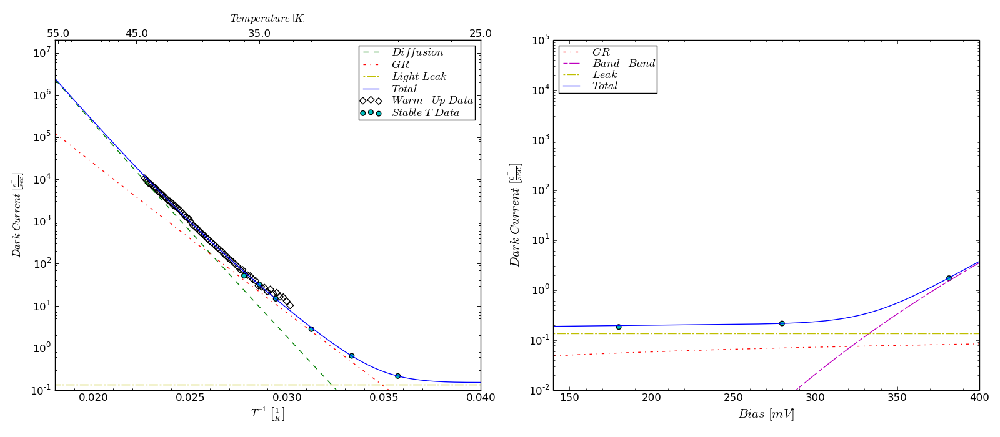 Temperature [K]
55.0 45.0 35.0 25.0
10^7
10^6
10^5
10^4
10^3
10^2
10^1
10^0
10^-1
Dark Current [e^-/sec]
Diffusion
GR
Light Leak
Total
Warm-Up Data
Stable T Data
0.020 0.025 0.030 0.035 0.040
T^-1 [1/K]
10^5
10^4
10^3
10^2
10^1
10^0
10^-1
10^-2
Dark Current [e^-/sec]
GR
Band-Band
Leak
Total
150 200 250 300 350 400
Bias [mV]